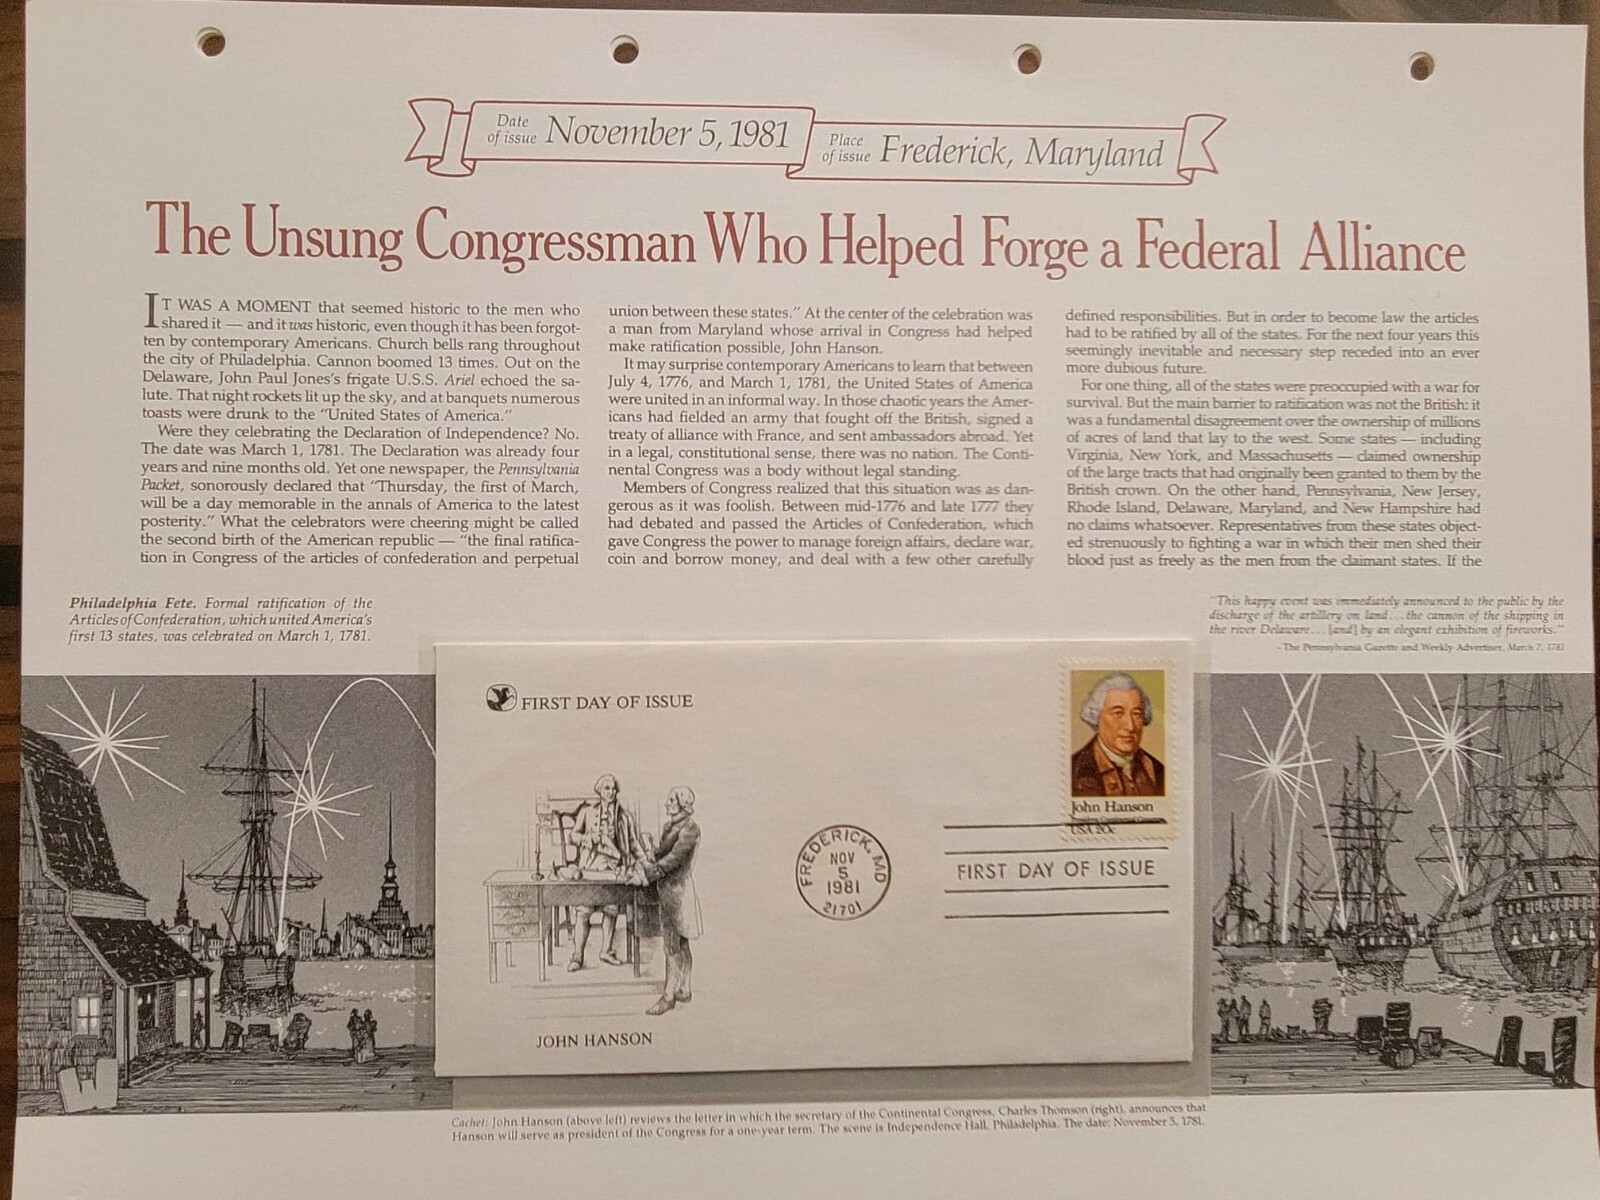 Date
of issue November 5, 1981
Place
of issue Frederick, Maryland
The Unsung Congressman Who Helped Forge a Federal Alliance
IT WAS A MOMENT that seemed historic to the men who
shared it — and it was historic, even though it has been forgot-
ten by contemporary Americans. Church bells rang throughout
the city of Philadelphia. Cannon boomed 13 times. Out on the
Delaware, John Paul Jones's frigate U.S.S. Ariel echoed the sa-
lute. That night rockets lit up the sky, and at banquets numerous
toasts were drunk to the "United States of America."
Were they celebrating the Declaration of Independence? No.
The date was March 1, 1781. The Declaration was already four
years and nine months old. Yet one newspaper, the Pennsylvania
Packet, sonorously declared that "Thursday, the first of March,
will be a day memorable in the annals of America to the latest
posterity." What the celebrators were cheering might be called
the second birth of the American republic — "the final ratifica-
tion in Congress of the articles of confederation and perpetual
union between these states." At the center of the celebration was
a man from Maryland whose arrival in Congress had helped
make ratification possible, John Hanson.
It may surprise contemporary Americans to learn that between
July 4, 1776, and March 1, 1781, the United States of America
were united in an informal way. In those chaotic years the Amer-
icans had fielded an army that fought off the British, signed a
treaty of alliance with France, and sent ambassadors abroad. Yet
in a legal, constitutional sense, there was no nation. The Conti-
nental Congress was a body without legal standing.
Members of Congress realized that this situation was as dan-
gerous as it was foolish. Between mid-1776 and late 1777 they
had debated and passed the Articles of Confederation, which
gave Congress the power to manage foreign affairs, declare war,
coin and borrow money, and deal with a few other carefully
defined responsibilities. But in order to become law the articles
had to be ratified by all of the states. For the next four years this
seemingly inevitable and necessary step receded into an ever
more dubious future.
For one thing, all of the states were preoccupied with a war for
survival. But the main barrier to ratification was not the British: it
was a fundamental disagreement over the ownership of millions
of acres of land that lay to the west. Some states — including
Virginia, New York, and Massachusetts — claimed ownership
of the large tracts that had originally been granted to them by the
British crown. On the other hand, Pennsylvania, New Jersey,
Rhode Island, Delaware, Maryland, and New Hampshire had
no claims whatsoever. Representatives from these states object-
ed strenuously to fighting a war in which their men shed their
blood just as freely as the men from the claimant states. If the
Philadelphia Fete. Formal ratification of the
Articles of Confederation, which united America's
first 13 states, was celebrated on March 1, 1781.
"This happy event was immediately announced to the public by the
discharge of the artillery on land...the cannon of the shipping in
the river Delaware...[and] by an elegant exhibition of fireworks."
–The Pennsylvania Gazette and Weekly Advertiser, March 7, 1781
FIRST DAY OF ISSUE
John Hanson
USA 20c
FREDERICK, MD
NOV
5
1981
21701
FIRST DAY OF ISSUE
JOHN HANSON
Cachet: John Hanson (above left) reviews the letter in which the secretary of the Continental Congress, Charles Thomson (right), announces that
Hanson will serve as president of the Congress for a one-year term. The scene is Independence Hall, Philadelphia. The date: November 5, 1781.